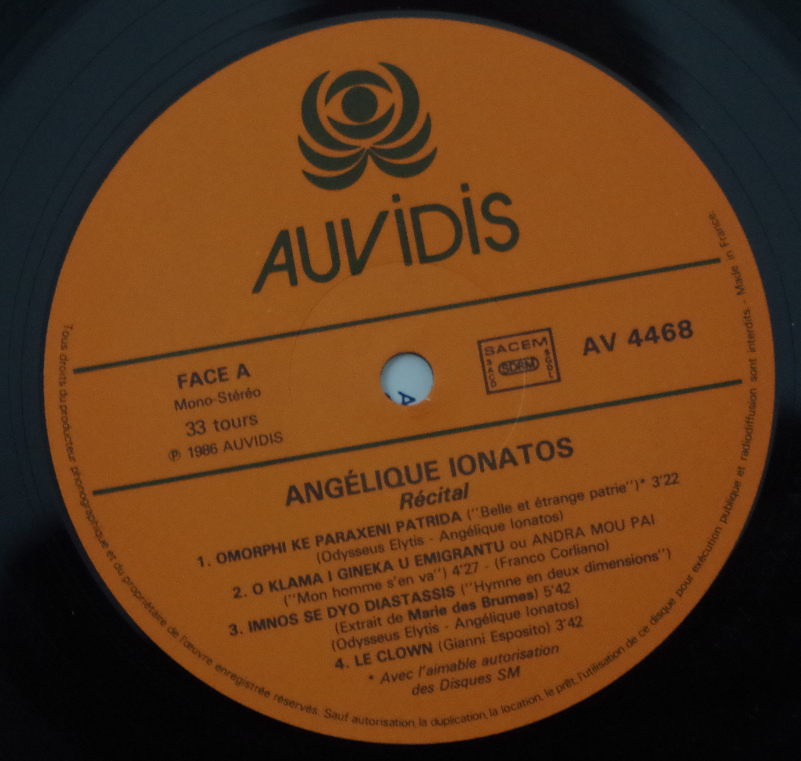 AUViDiS
FACE A
Mono-Stéréo
33 tours
℗ 1986 AUVIDIS
SACEM
SACD
SDRM
SGDL
AV 4468
ANGÉLIQUE IONATOS
Récital
1. OMORPHI KE PARAXENI PATRIDA ("Belle et étrange patrie")* 3'22
(Odysseus Elytis - Angélique Ionatos)
2. O KLAMA I GINEKA U EMIGRANTU ou ANDRA MOU PAI
("Mon homme s'en va") 4'27 - (Franco Corliano)
3. IMNOS SE DYO DIASTASSIS ("Hymne en deux dimensions")
(Extrait de Marie des Brumes) 5'42
(Odysseus Elytis - Angélique Ionatos)
4. LE CLOWN (Gianni Esposito) 3'42
* Avec l'aimable autorisation
des Disques SM
Tous droits du producteur phonographique et du propriétaire de l'œuvre enregistrée réservés. Sauf autorisation, la duplication, la location, le prêt, l'utilisation de ce disque pour exécution publique et radiodiffusion sont interdits - Made in France.
A